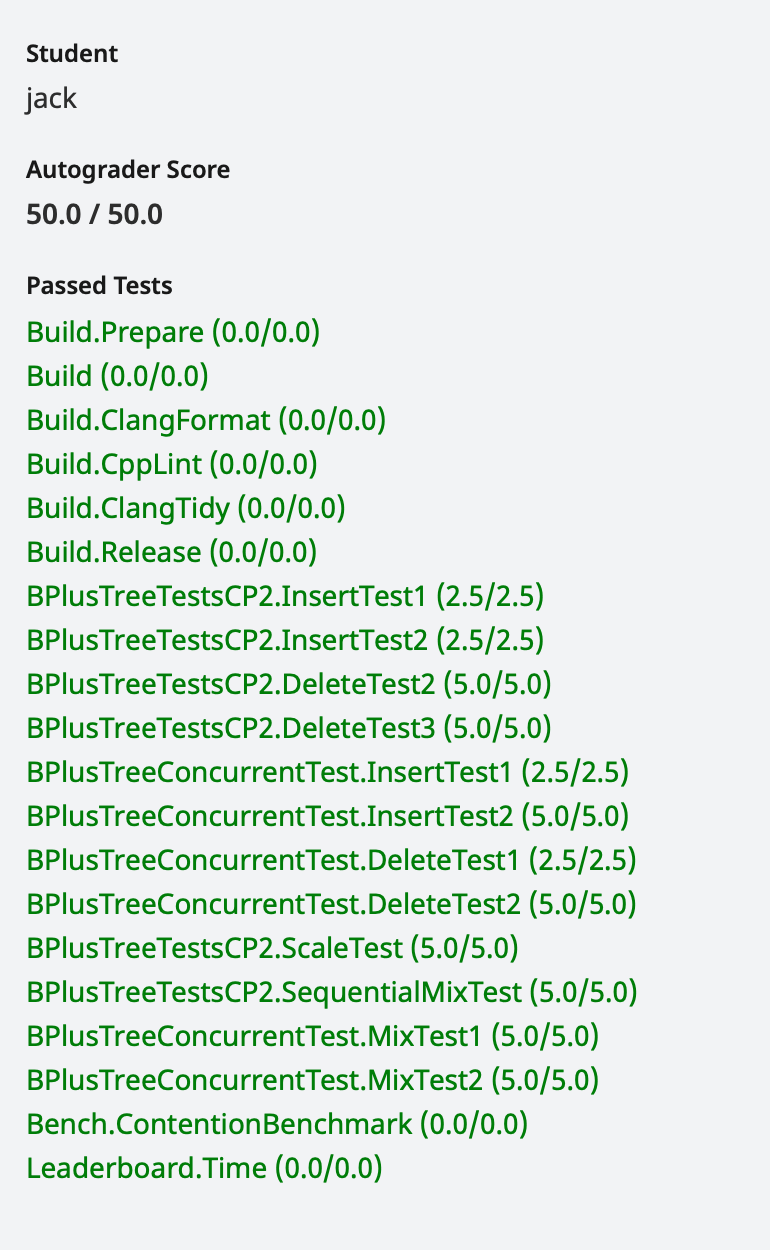 Student
jack
Autograder Score
50.0 / 50.0
Passed Tests
Build.Prepare (0.0/0.0)
Build (0.0/0.0)
Build.ClangFormat (0.0/0.0)
Build.CppLint (0.0/0.0)
Build.ClangTidy (0.0/0.0)
Build.Release (0.0/0.0)
BPlusTreeTestsCP2.InsertTest1 (2.5/2.5)
BPlusTreeTestsCP2.InsertTest2 (2.5/2.5)
BPlusTreeTestsCP2.DeleteTest2 (5.0/5.0)
BPlusTreeTestsCP2.DeleteTest3 (5.0/5.0)
BPlusTreeConcurrentTest.InsertTest1 (2.5/2.5)
BPlusTreeConcurrentTest.InsertTest2 (5.0/5.0)
BPlusTreeConcurrentTest.DeleteTest1 (2.5/2.5)
BPlusTreeConcurrentTest.DeleteTest2 (5.0/5.0)
BPlusTreeTestsCP2.ScaleTest (5.0/5.0)
BPlusTreeTestsCP2.SequentialMixTest (5.0/5.0)
BPlusTreeConcurrentTest.MixTest1 (5.0/5.0)
BPlusTreeConcurrentTest.MixTest2 (5.0/5.0)
Bench.ContentionBenchmark (0.0/0.0)
Leaderboard.Time (0.0/0.0)